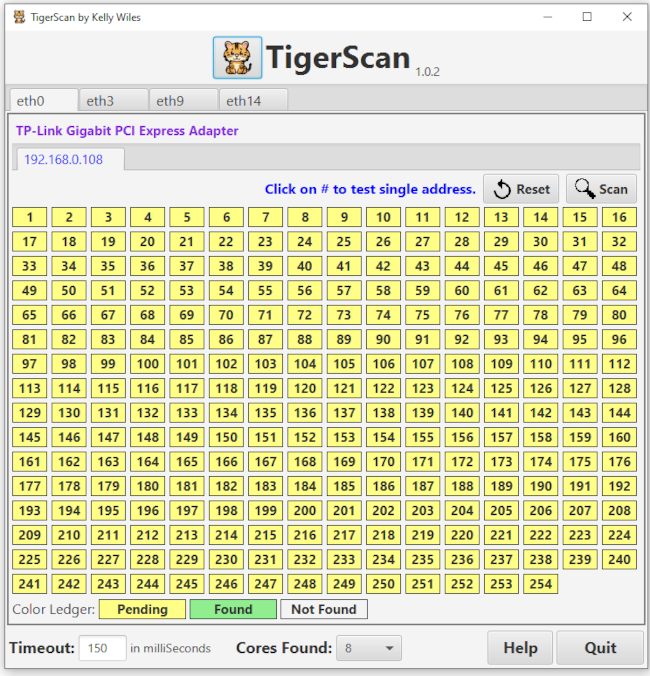 TigerScan by Kelly Wiles
TigerScan 1.0.2
eth0 eth3 eth9 eth14
TP-Link Gigabit PCI Express Adapter
192.168.0.108
Click on # to test single address. Reset Scan
1 2 3 4 5 6 7 8 9 10 11 12 13 14 15 16
17 18 19 20 21 22 23 24 25 26 27 28 29 30 31 32
33 34 35 36 37 38 39 40 41 42 43 44 45 46 47 48
49 50 51 52 53 54 55 56 57 58 59 60 61 62 63 64
65 66 67 68 69 70 71 72 73 74 75 76 77 78 79 80
81 82 83 84 85 86 87 88 89 90 91 92 93 94 95 96
97 98 99 100 101 102 103 104 105 106 107 108 109 110 111 112
113 114 115 116 117 118 119 120 121 122 123 124 125 126 127 128
129 130 131 132 133 134 135 136 137 138 139 140 141 142 143 144
145 146 147 148 149 150 151 152 153 154 155 156 157 158 159 160
161 162 163 164 165 166 167 168 169 170 171 172 173 174 175 176
177 178 179 180 181 182 183 184 185 186 187 188 189 190 191 192
193 194 195 196 197 198 199 200 201 202 203 204 205 206 207 208
209 210 211 212 213 214 215 216 217 218 219 220 221 222 223 224
225 226 227 228 229 230 231 232 233 234 235 236 237 238 239 240
241 242 243 244 245 246 247 248 249 250 251 252 253 254
Color Ledger: Pending Found Not Found
Timeout: 150 in milliSeconds Cores Found: 8 Help Quit